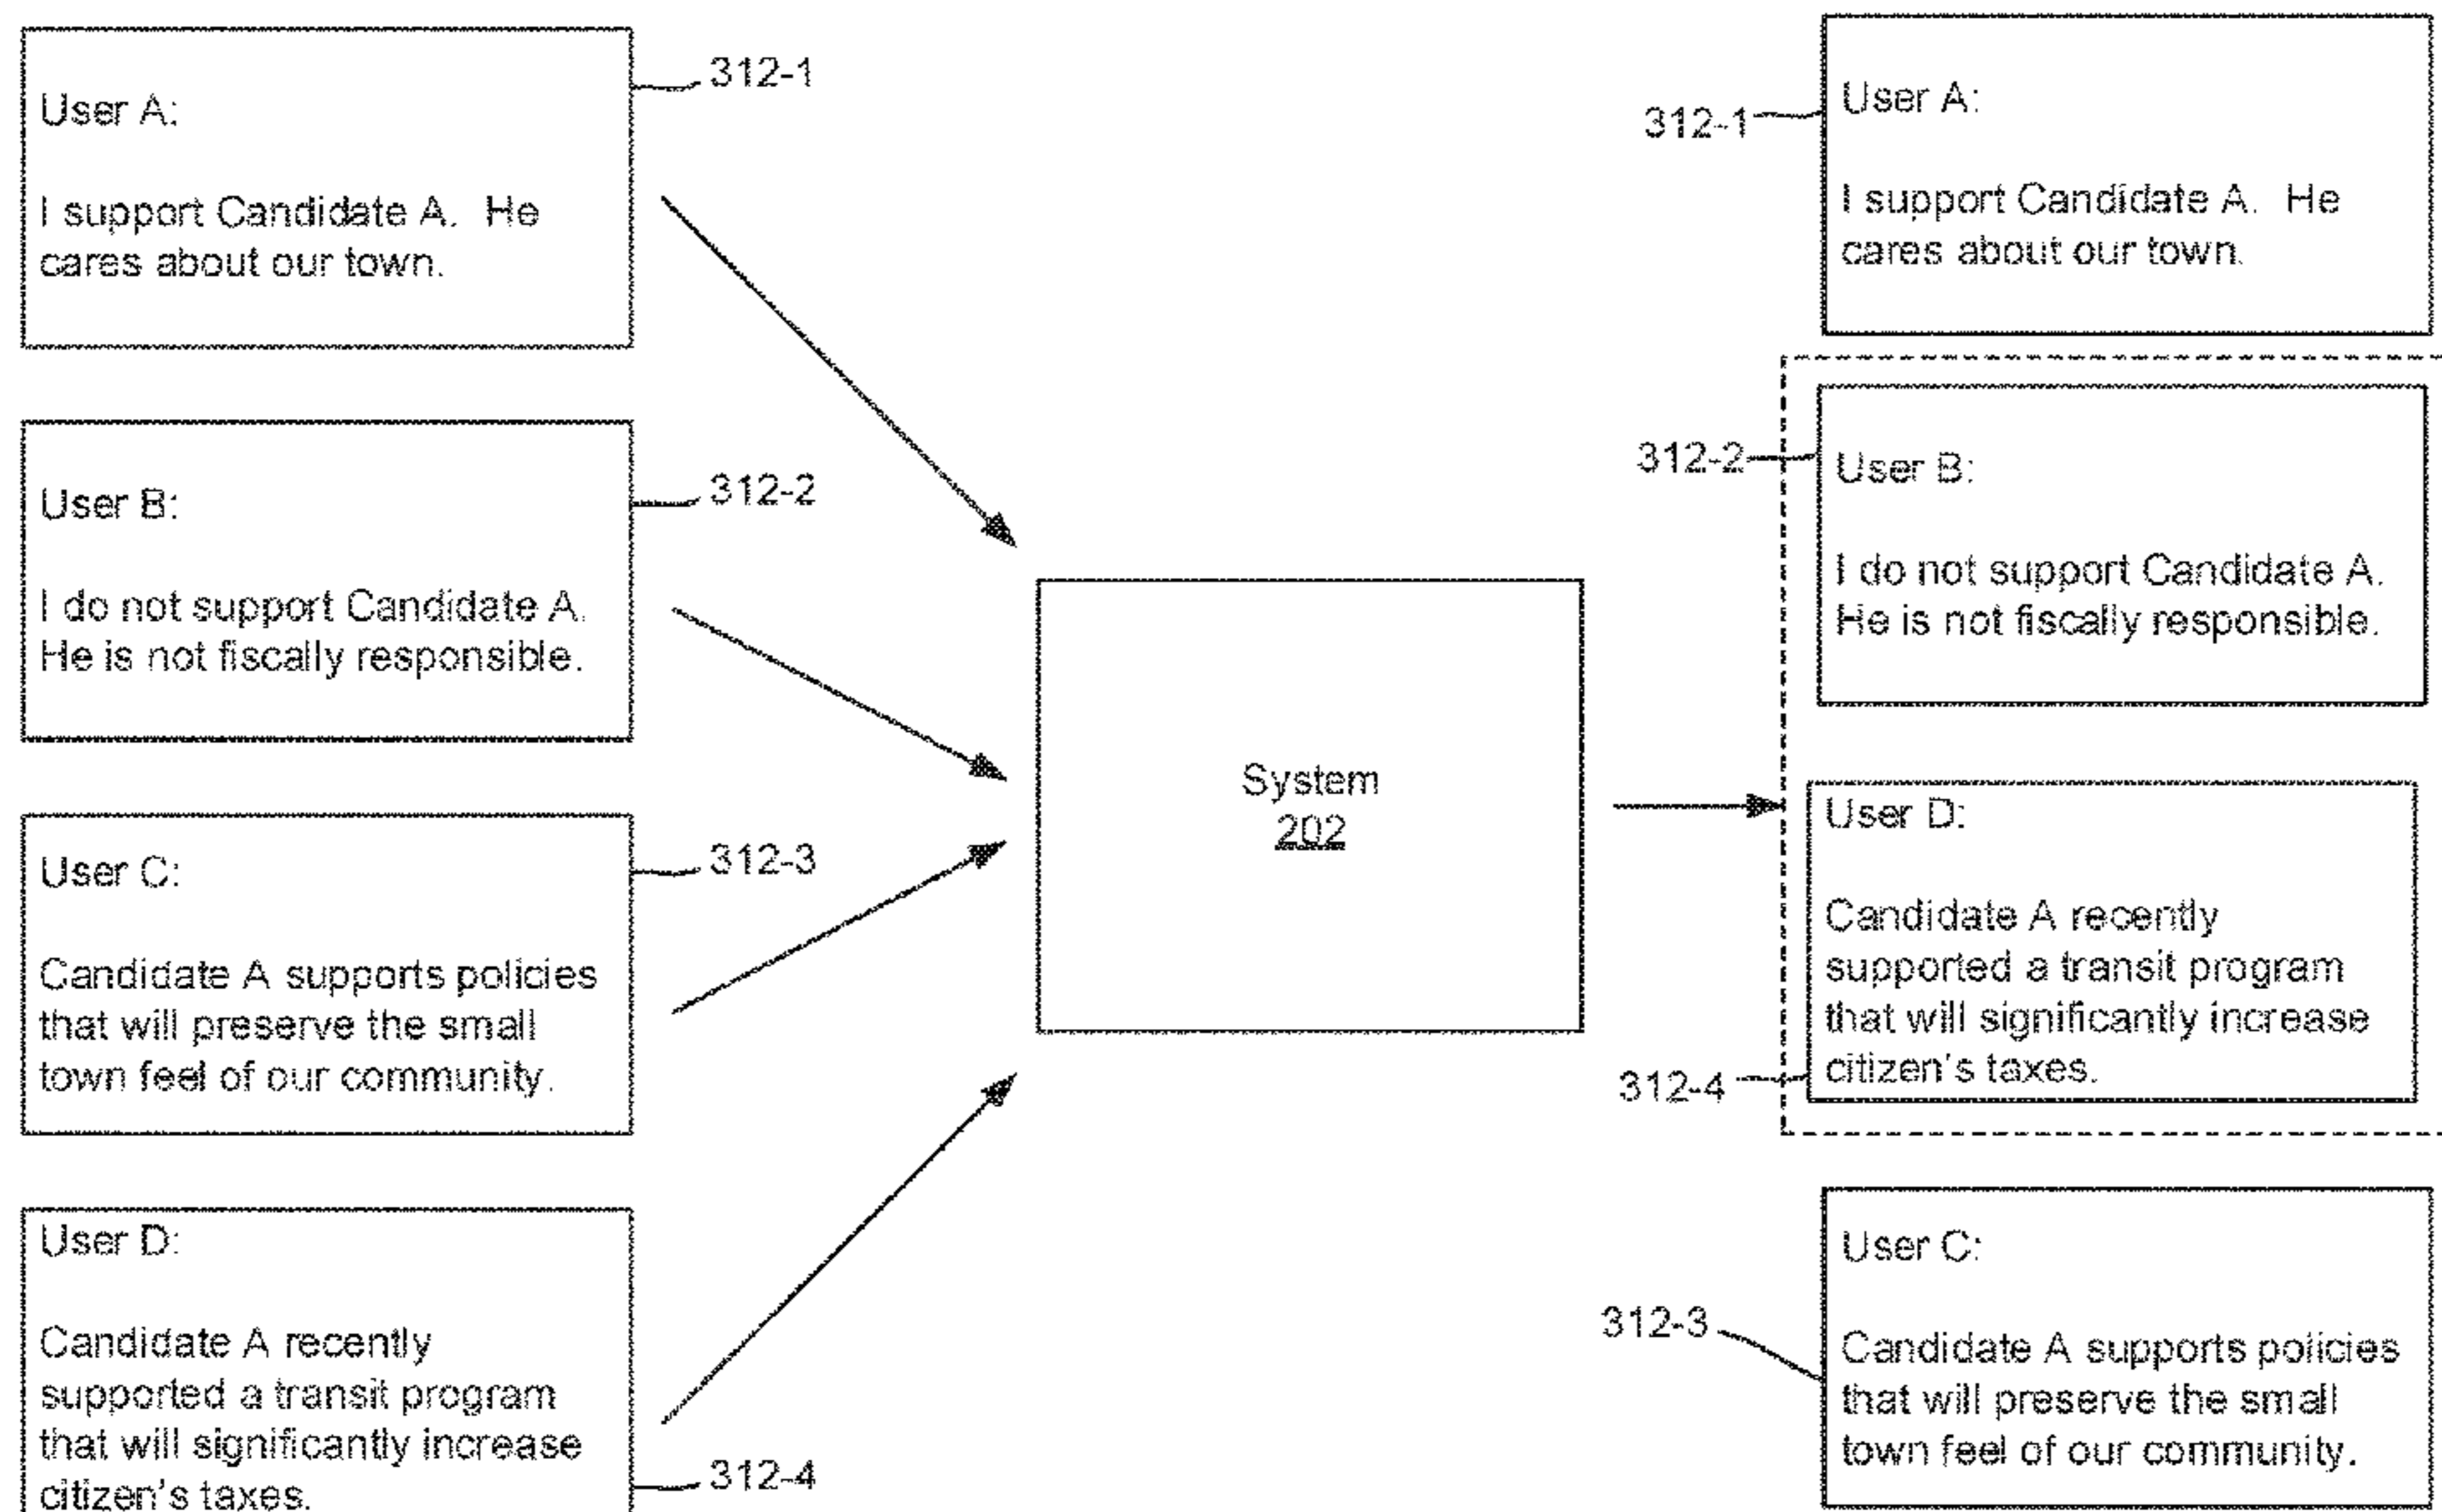 User A:
I support Candidate A. He
cares about our town.
312-1
User B:
I do not support Candidate A.
He is not fiscally responsible.
312-2
User C:
Candidate A supports policies
that will preserve the small
town feel of our community.
312-3
User D:
Candidate A recently
supported a transit program
that will significantly increase
citizen's taxes.
312-4
System
202
312-1
User A:
I support Candidate A. He
cares about our town.
312-2
User B:
I do not support Candidate A.
He is not fiscally responsible.
User D:
Candidate A recently
supported a transit program
that will significantly increase
citizen's taxes.
312-4
User C:
312-3
Candidate A supports policies
that will preserve the small
town feel of our community.